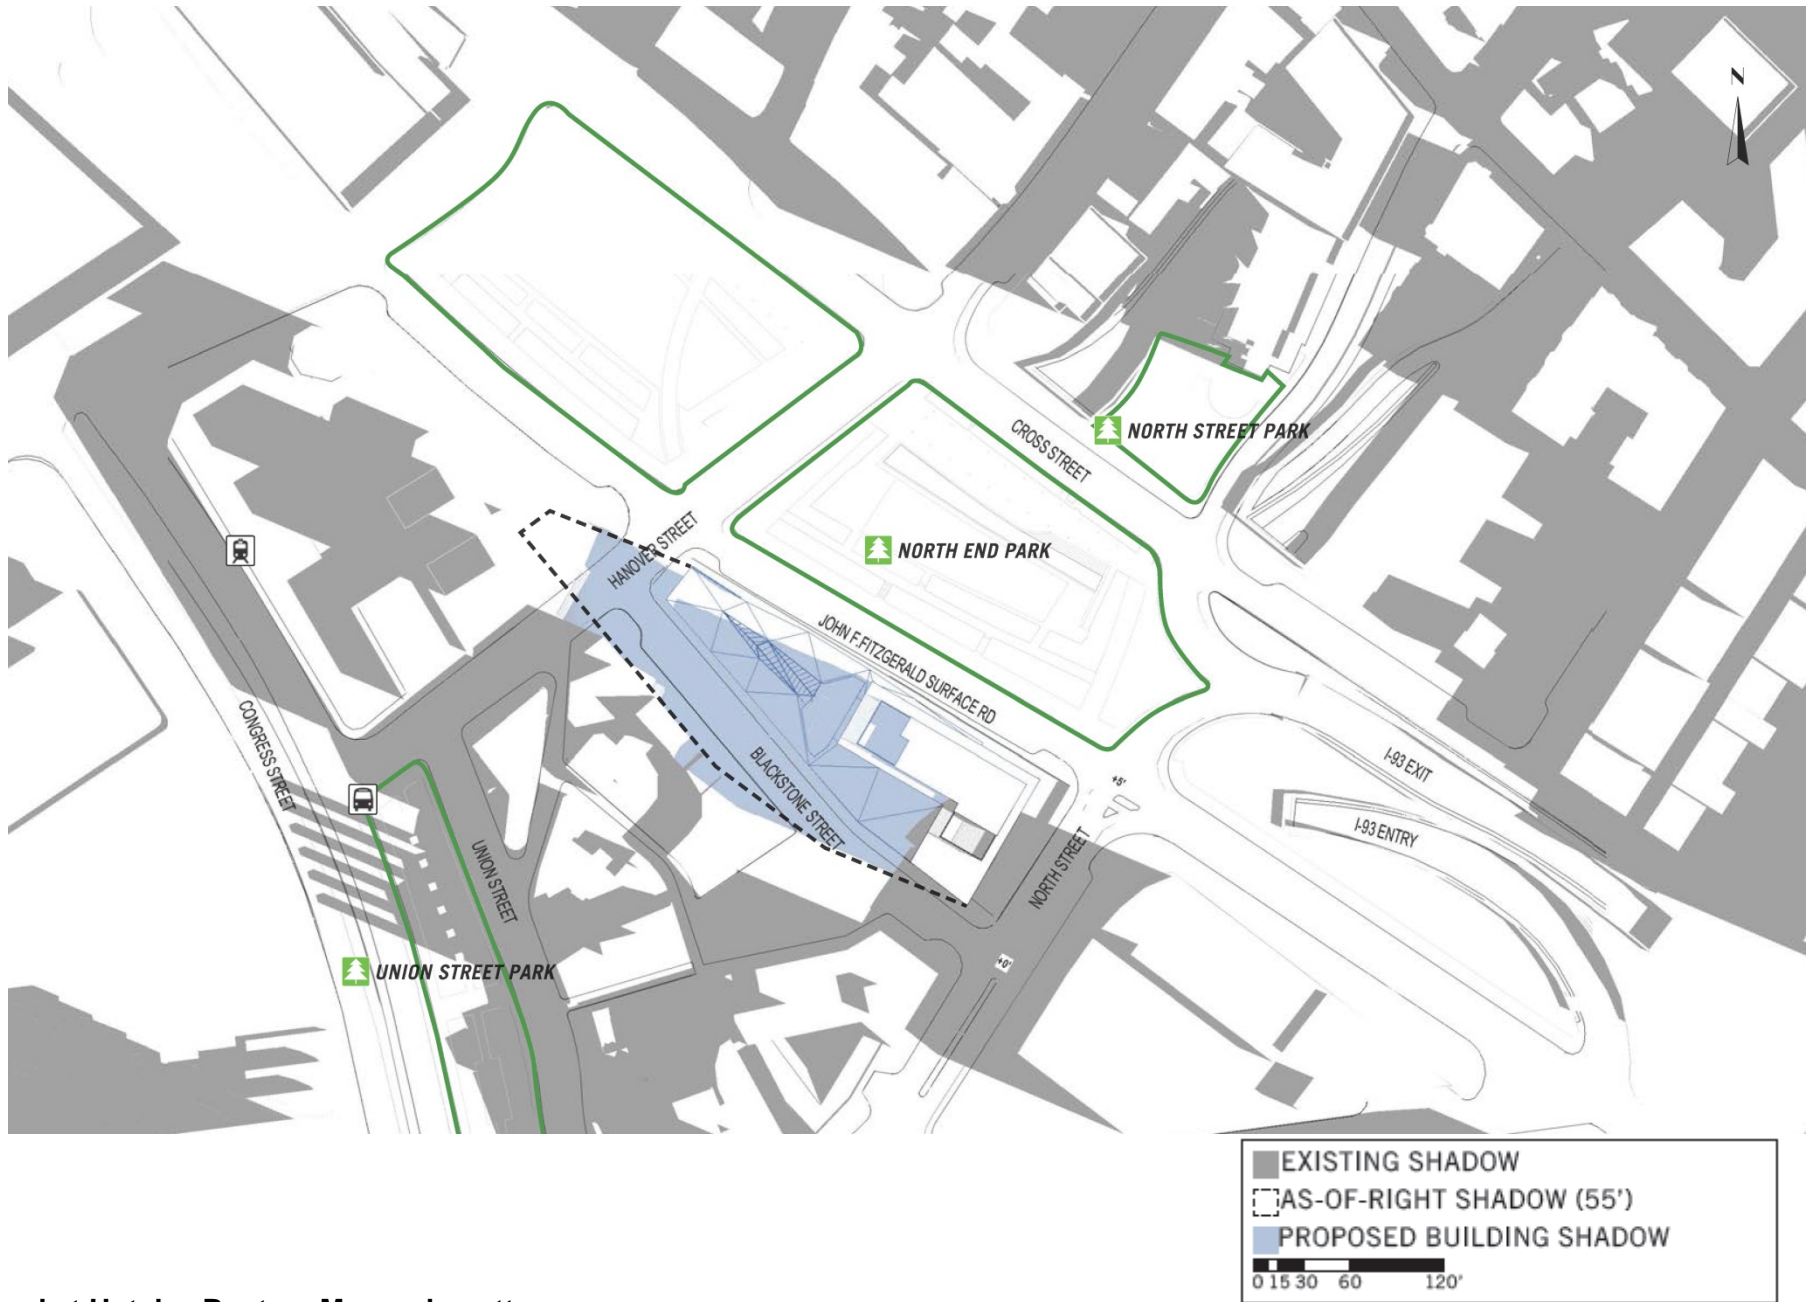 N
NORTH STREET PARK
CROSS STREET
HANOVER STREET
NORTH END PARK
JOHN F.FITZGERALD SURFACE RD
CONGRESS STREET
BLACKSTONE STREET
I-93 EXIT
+5'
I-93 ENTRY
UNION STREET
NORTH STREET
+0'
UNION STREET PARK
EXISTING SHADOW
AS-OF-RIGHT SHADOW (55')
PROPOSED BUILDING SHADOW
0 15 30 60 120'